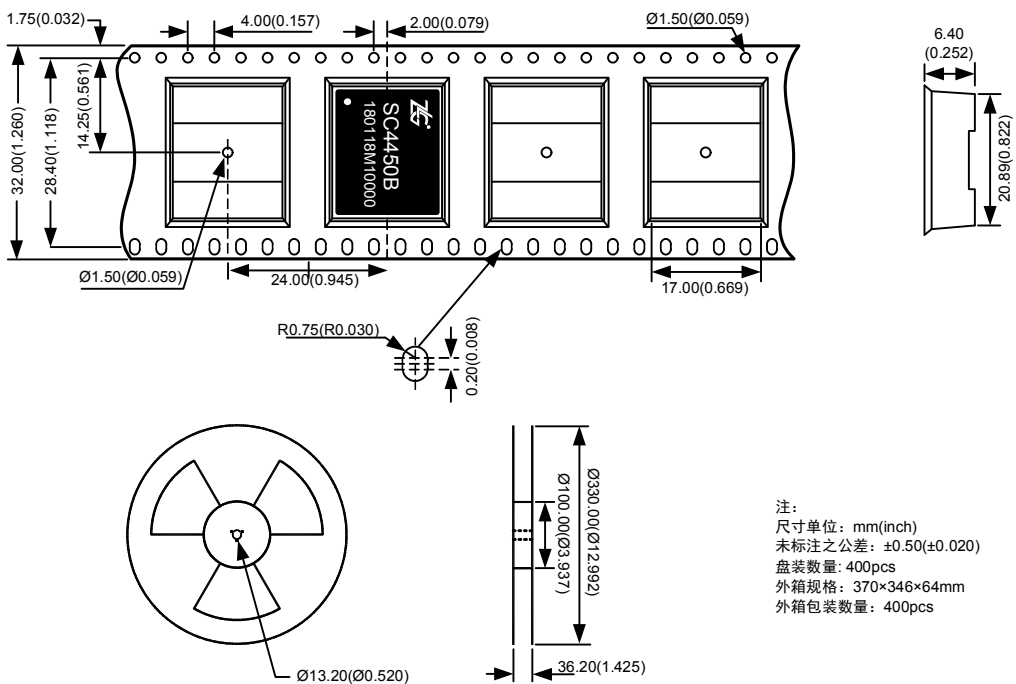 1.75(0.032)
4.00(0.157)
2.00(0.079)
Ø1.50(Ø0.059)
6.40
(0.252)
32.00(1.260)
28.40(1.118)
14.25(0.561)
ZLG
SC4450B
180118M10000
20.89(0.822)
Ø1.50(Ø0.059)
24.00(0.945)
17.00(0.669)
R0.75(R0.030)
0.20(0.008)
Ø100.00(Ø3.937)
Ø330.00(Ø12.992)
Ø13.20(Ø0.520)
36.20(1.425)
注:
尺寸单位：mm(inch)
未标注之公差：±0.50(±0.020)
盘装数量: 400pcs
外箱规格：370×346×64mm
外箱包装数量：400pcs